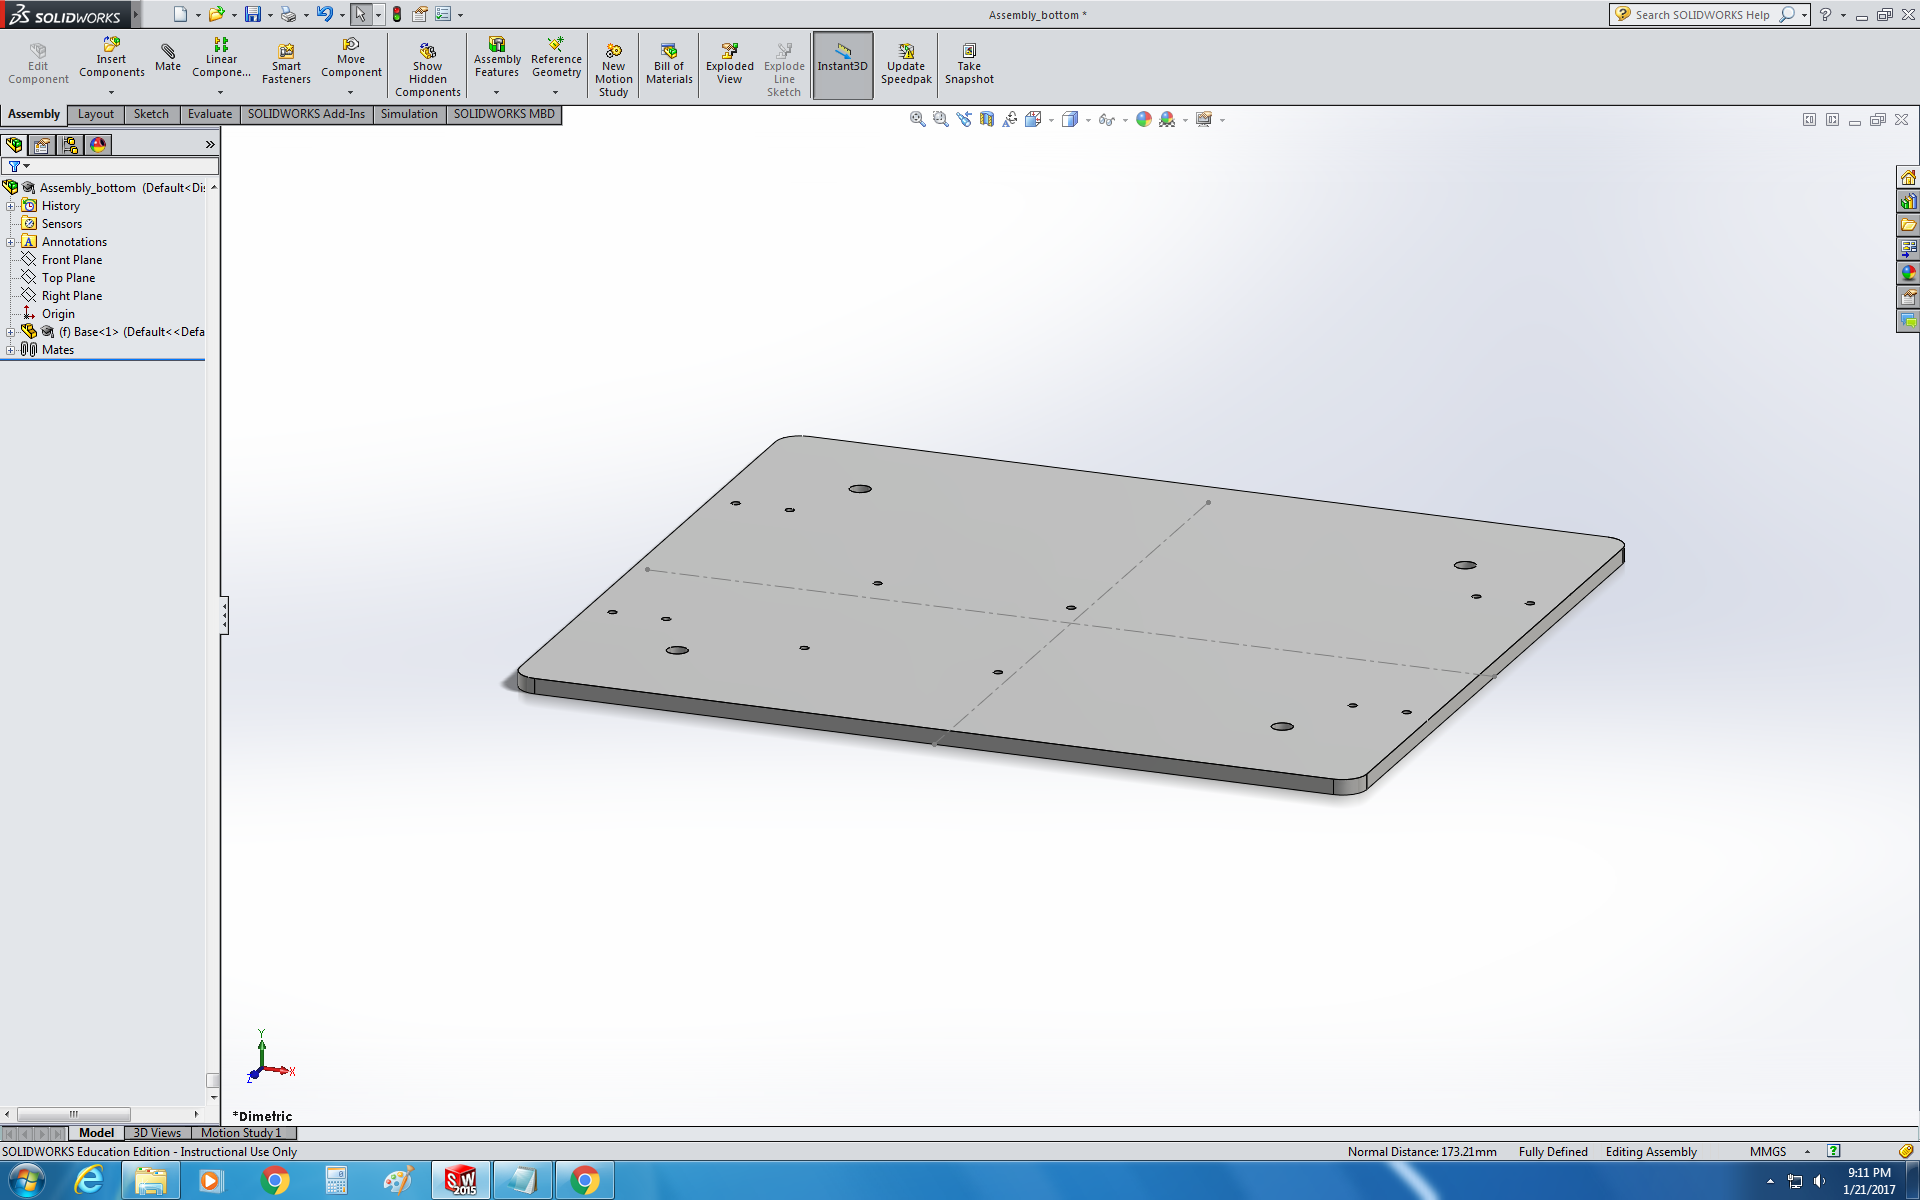 SOLIDWORKS
Assembly_bottom *
Search SOLIDWORKS Help
Edit Component
Insert Components
Mate
Linear Compone...
Smart Fasteners
Move Component
Show Hidden Components
Assembly Features
Reference Geometry
New Motion Study
Bill of Materials
Exploded View
Explode Line Sketch
Instant3D
Update Speedpak
Take Snapshot
Assembly Layout Sketch Evaluate SOLIDWORKS Add-Ins Simulation SOLIDWORKS MBD
Assembly_bottom (Default<Dis
History
Sensors
Annotations
Front Plane
Top Plane
Right Plane
Origin
(f) Base<1> (Default<<Defa
Mates
Y
X
Z
*Dimetric
Model 3D Views Motion Study 1
SOLIDWORKS Education Edition - Instructional Use Only
Normal Distance: 173.21mm Fully Defined Editing Assembly MMGS
SW 2015
9:11 PM
1/21/2017